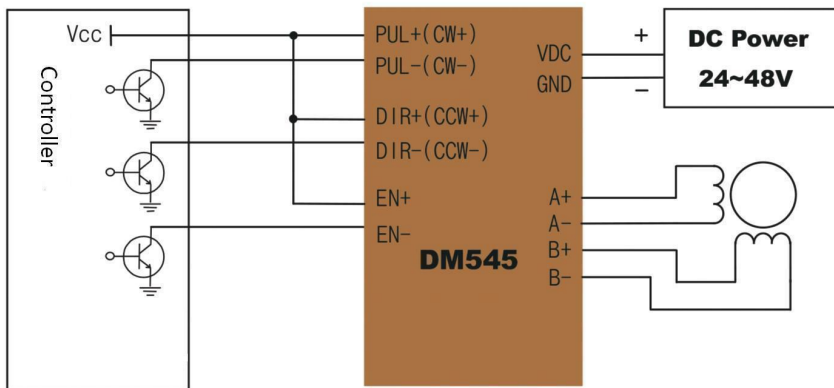 Controller
Vcc
PUL+(CW+)
PUL-(CW-)
DIR+(CCW+)
DIR-(CCW-)
EN+
EN-
DM545
VDC
GND
A+
A-
B+
B-
+
−
DC Power
24~48V